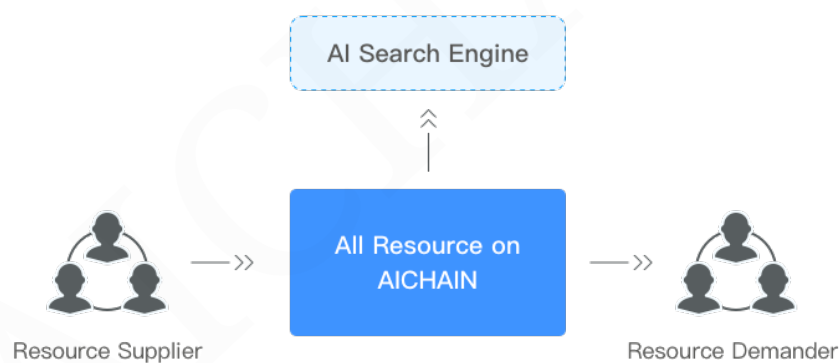 AI Search Engine
All Resource on
AICHAIN
Resource Supplier
Resource Demander